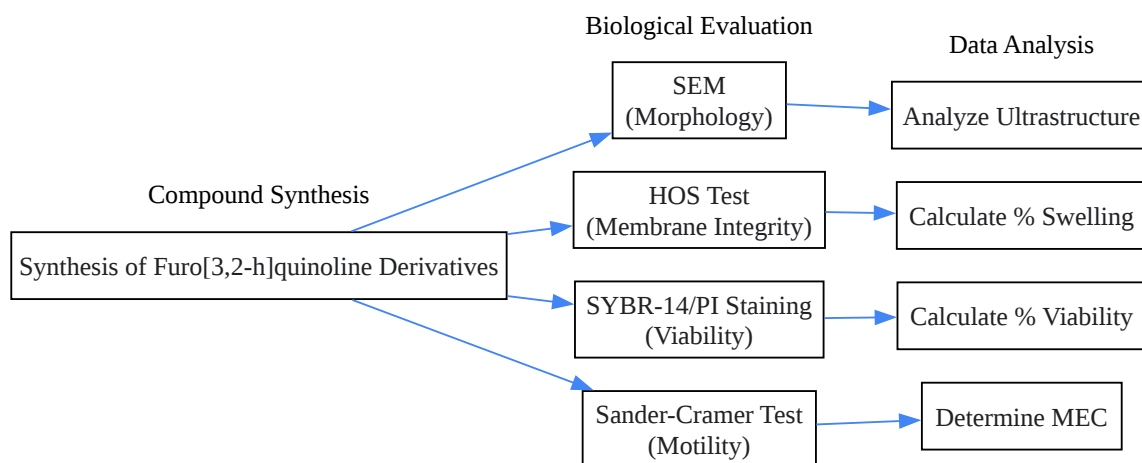 Biological Evaluation
Data Analysis
SEM
(Morphology)
Analyze Ultrastructure
Compound Synthesis
HOS Test
(Membrane Integrity)
Calculate % Swelling
Synthesis of Furo[3,2-h]quinoline Derivatives
SYBR-14/PI Staining
(Viability)
Calculate % Viability
Sander-Cramer Test
(Motility)
Determine MEC